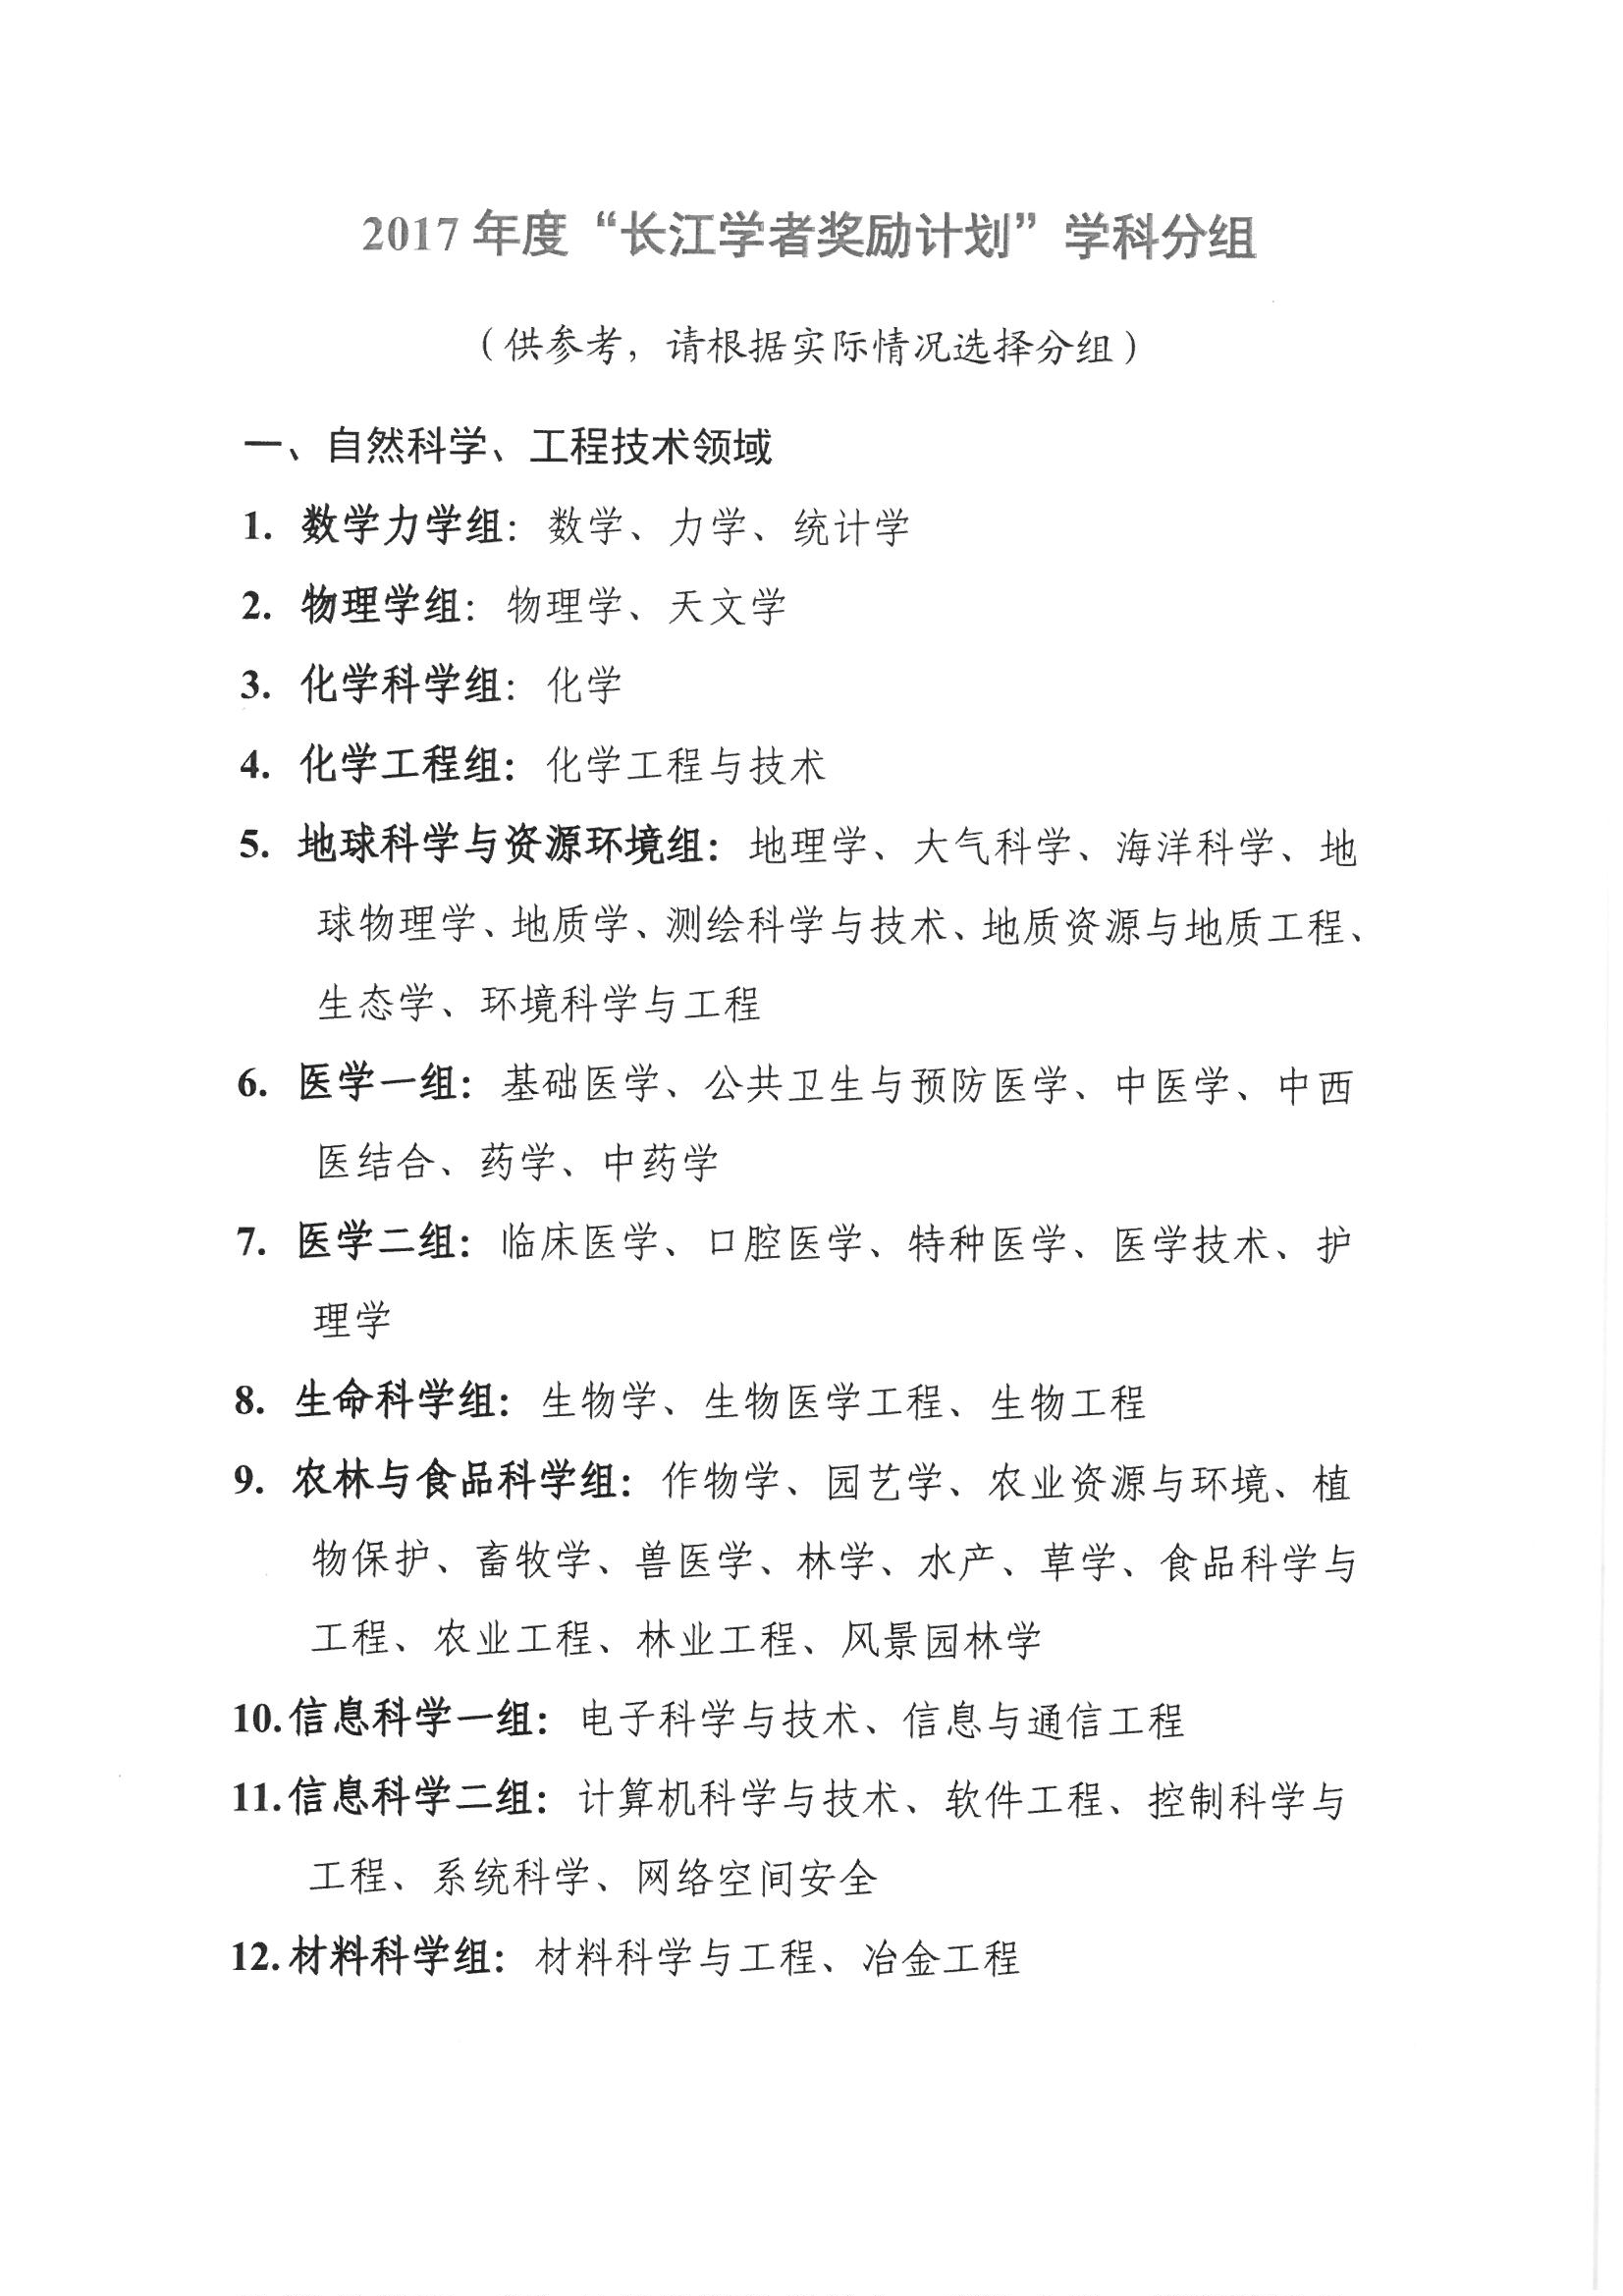 2017 年度“长江学者奖励计划”学科分组
（供参考，请根据实际情况选择分组）
一、自然科学、工程技术领域
1. 数学力学组：数学、力学、统计学
2. 物理学组：物理学、天文学
3. 化学科学组：化学
4. 化学工程组：化学工程与技术
5. 地球科学与资源环境组：地理学、大气科学、海洋科学、地
球物理学、地质学、测绘科学与技术、地质资源与地质工程、
生态学、环境科学与工程
6. 医学一组：基础医学、公共卫生与预防医学、中医学、中西
医结合、药学、中药学
7. 医学二组：临床医学、口腔医学、特种医学、医学技术、护
理学
8. 生命科学组：生物学、生物医学工程、生物工程
9. 农林与食品科学组：作物学、园艺学、农业资源与环境、植
物保护、畜牧学、兽医学、林学、水产、草学、食品科学与
工程、农业工程、林业工程、风景园林学
10.信息科学一组：电子科学与技术、信息与通信工程
11.信息科学二组：计算机科学与技术、软件工程、控制科学与
工程、系统科学、网络空间安全
12.材料科学组：材料科学与工程、冶金工程